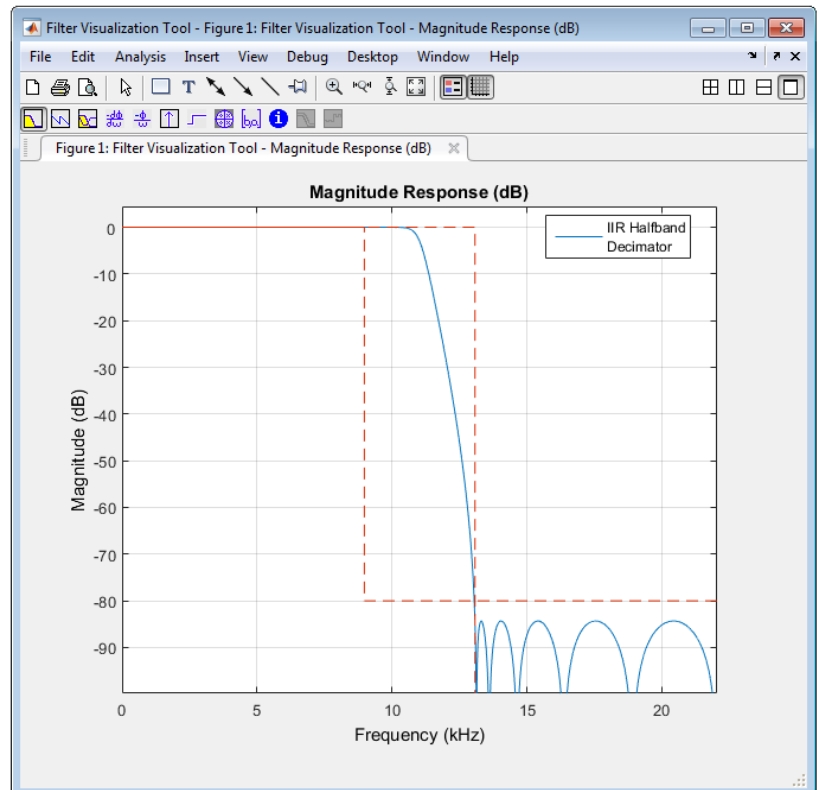 Filter Visualization Tool - Figure 1: Filter Visualization Tool - Magnitude Response (dB)
File Edit Analysis Insert View Debug Desktop Window Help
Figure 1: Filter Visualization Tool - Magnitude Response (dB)
Magnitude Response (dB)
IIR Halfband
Decimator
Magnitude (dB)
0
-10
-20
-30
-40
-50
-60
-70
-80
-90
0 5 10 15 20
Frequency (kHz)